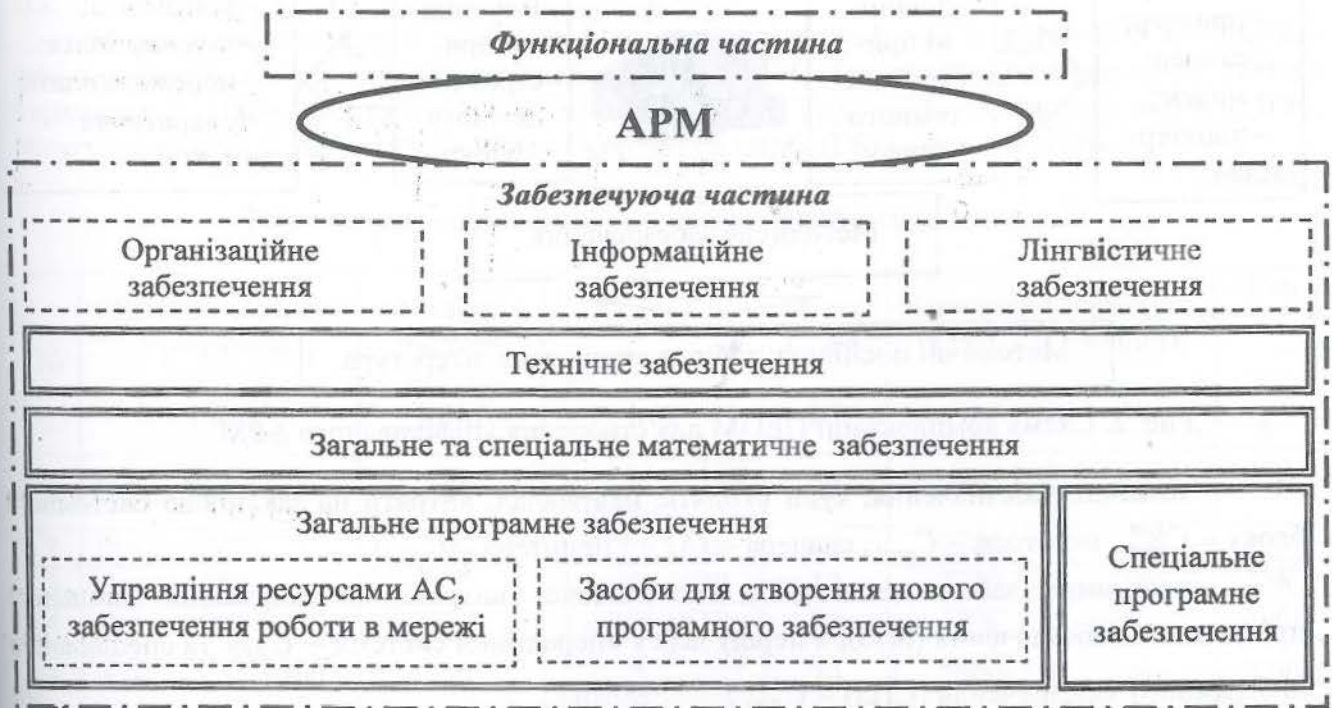 Функціональна частина
АРМ
Забезпечуюча частина
Організаційне
забезпечення
Інформаційне
забезпечення
Лінгвістичне
забезпечення
Технічне забезпечення
Загальне та спеціальне математичне забезпечення
Загальне програмне забезпечення
Управління ресурсами АС,
забезпечення роботи в мережі
Засоби для створення нового
програмного забезпечення
Спеціальне
програмне
забезпечення